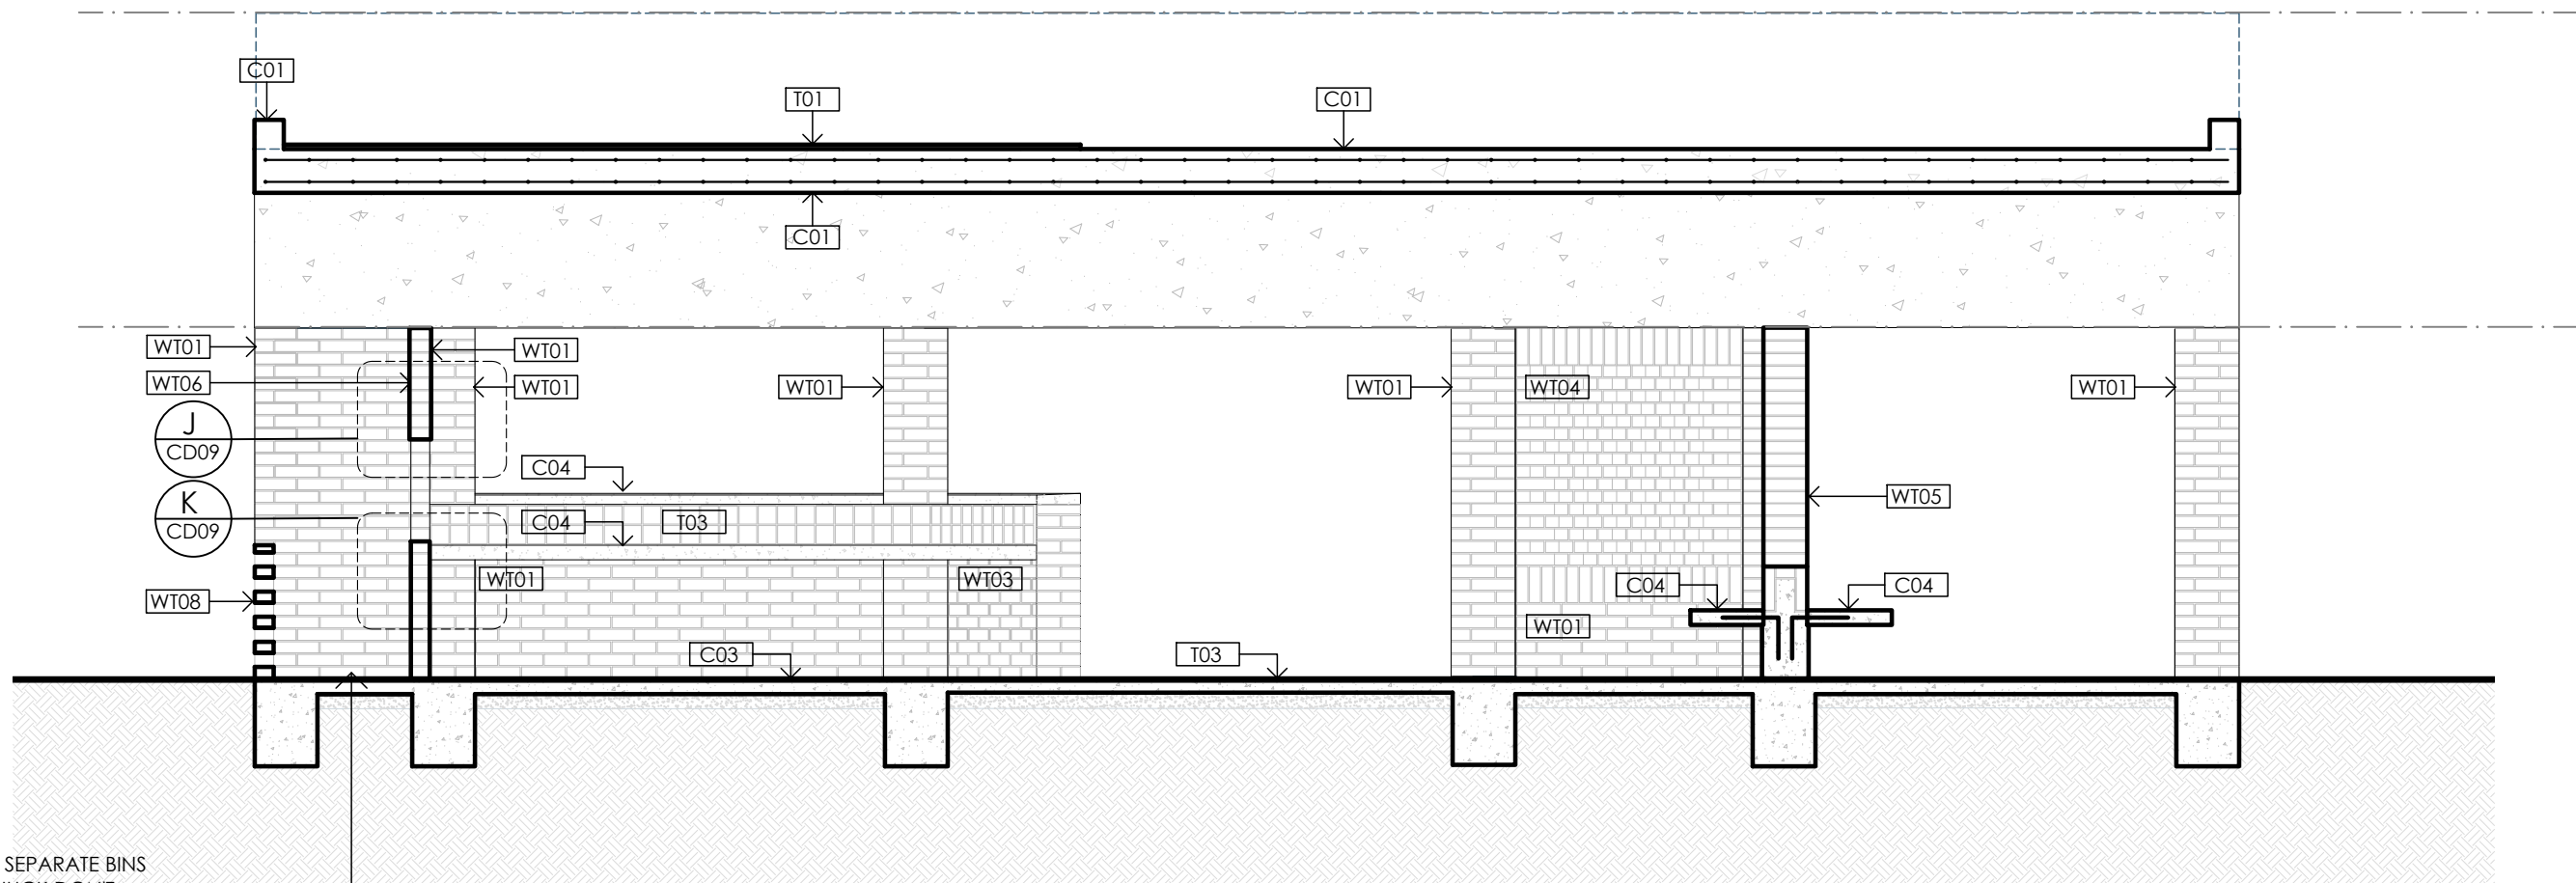 C01
T01
C01
C01
WT01
WT01
WT06
WT01
WT01
WT01
WT04
WT01
J
CD09
C04
K
CD09
C04
T03
WT05
WT01
WT03
C04
C04
WT08
WT01
C03
T03
SEPARATE BINS